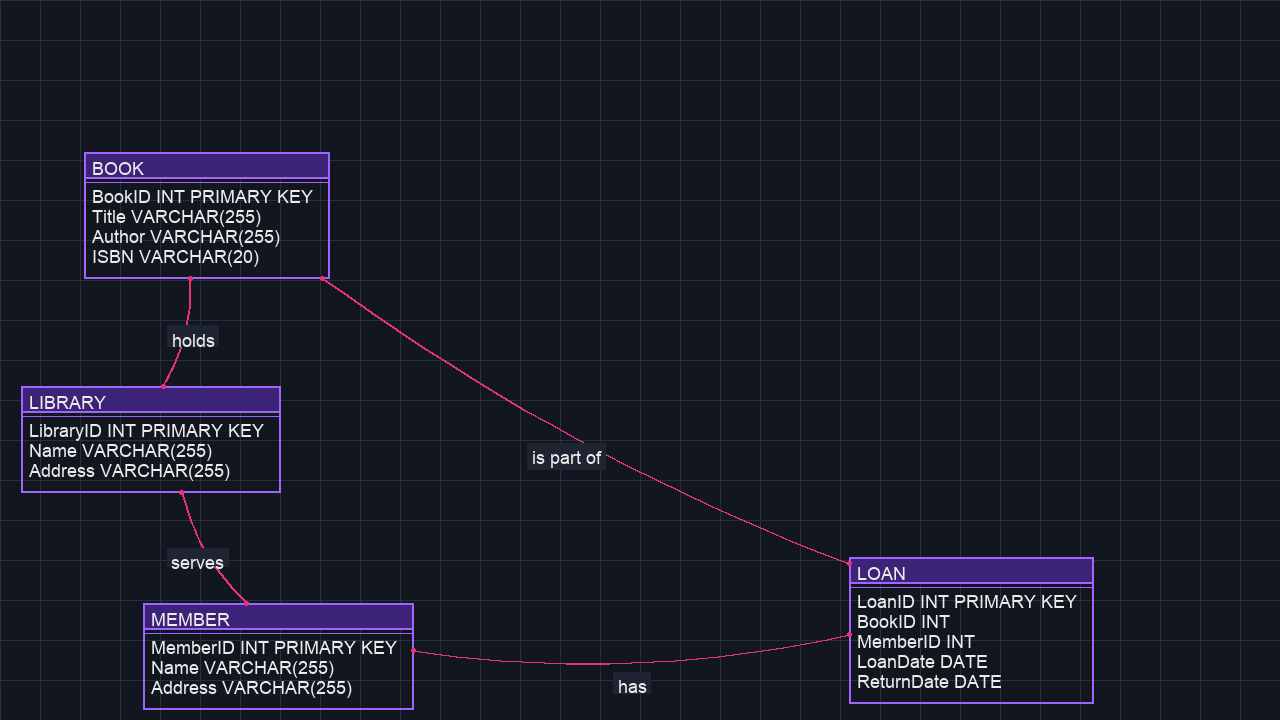 BOOK
BookID INT PRIMARY KEY
Title VARCHAR(255)
Author VARCHAR(255)
ISBN VARCHAR(20)
holds
LIBRARY
LibraryID INT PRIMARY KEY
Name VARCHAR(255)
Address VARCHAR(255)
is part of
serves
LOAN
LoanID INT PRIMARY KEY
BookID INT
MemberID INT
LoanDate DATE
ReturnDate DATE
MEMBER
MemberID INT PRIMARY KEY
Name VARCHAR(255)
Address VARCHAR(255)
has